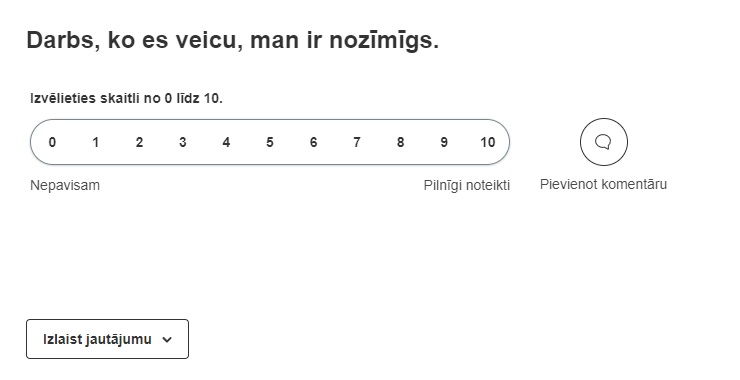 Darbs, ko es veicu, man ir nozīmīgs.
Izvēlieties skaitli no 0 līdz 10.
0 1 2 3 4 5 6 7 8 9 10
Nepavisam
Pilnīgi noteikti
Pievienot komentāru
Izlaist jautājumu